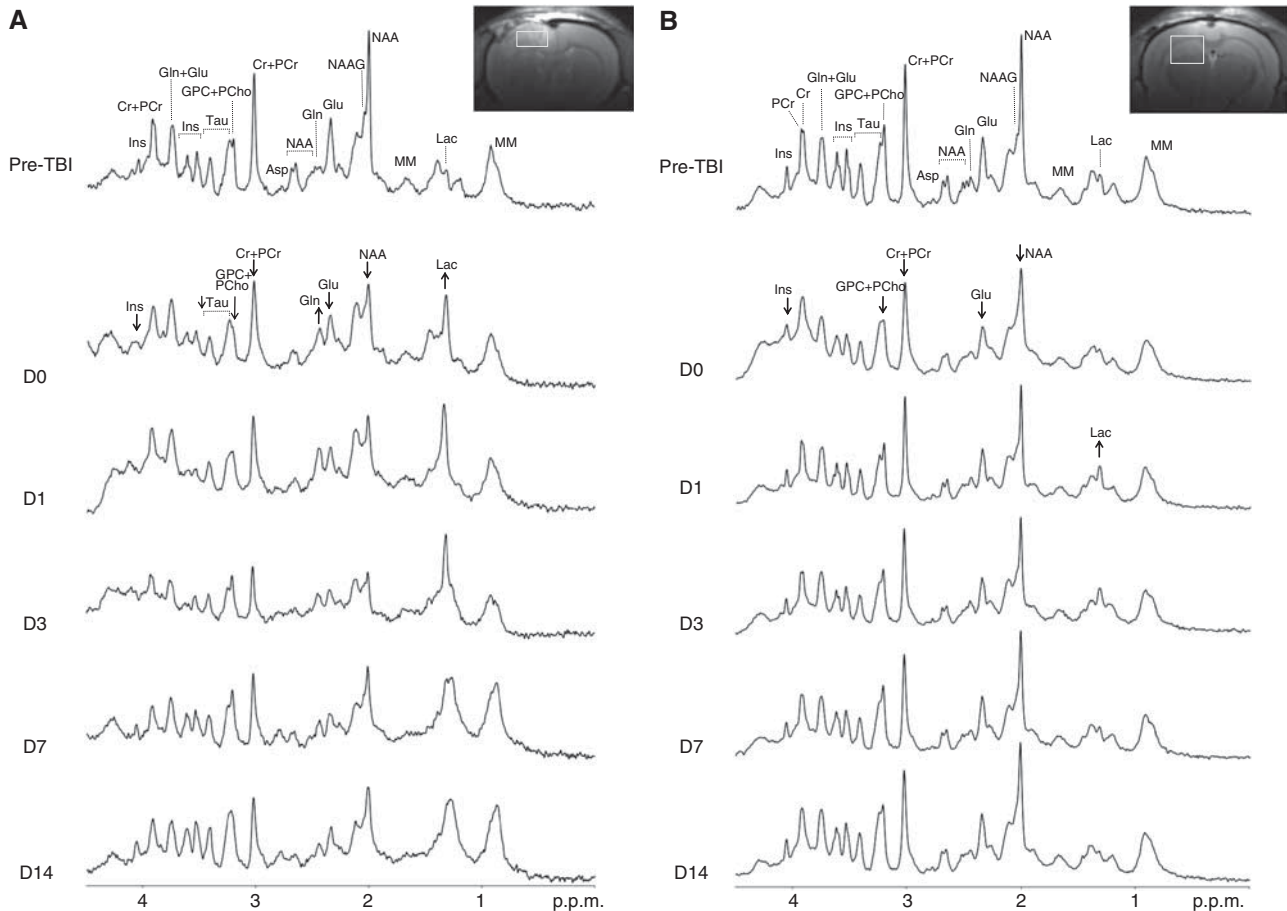 A
NAA
NAAG
Cr+PCr
Gln+Glu
GPC+PCho
Cr+PCr
Glu
Tau
Gln
Ins
Ins
Lac
NAA
MM
MM
Asp
Pre-TBI
Cr+PCr
NAA
Lac
GPC+
PCho
Glu
Ins
Tau
Gln
D0
D1
D3
D7
D14
4
3
2
1
p.p.m.
B
NAA
Cr+PCr
NAAG
Gln+Glu
Cr
GPC+PCho
PCr
Glu
Tau
Ins
Gln
Lac
MM
NAA
Ins
Asp
MM
Pre-TBI
Cr+PCr
NAA
GPC+PCho
Ins
Glu
D0
Lac
D1
D3
D7
D14
4
3
2
1
p.p.m.